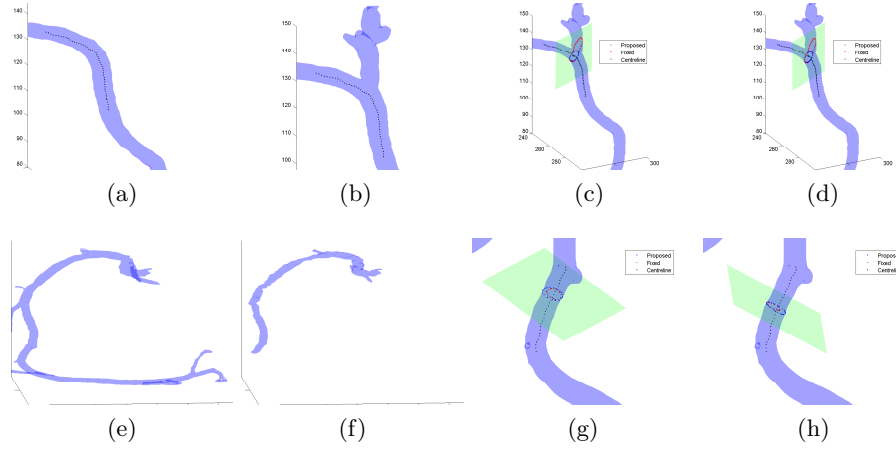 140
130
120
110
100
90
80
(a)
150
140
130
120
110
100
(b)
150
140
130
120
110
100
90
80
240
260
280
300
Proposed
Fixed
Centreline
(c)
150
140
130
120
110
100
90
80
240
260
280
300
Proposed
Fixed
Centreline
(d)
(e)
(f)
Proposed
Fixed
Centreline
(g)
Propose
Fixed
Centrelin
(h)